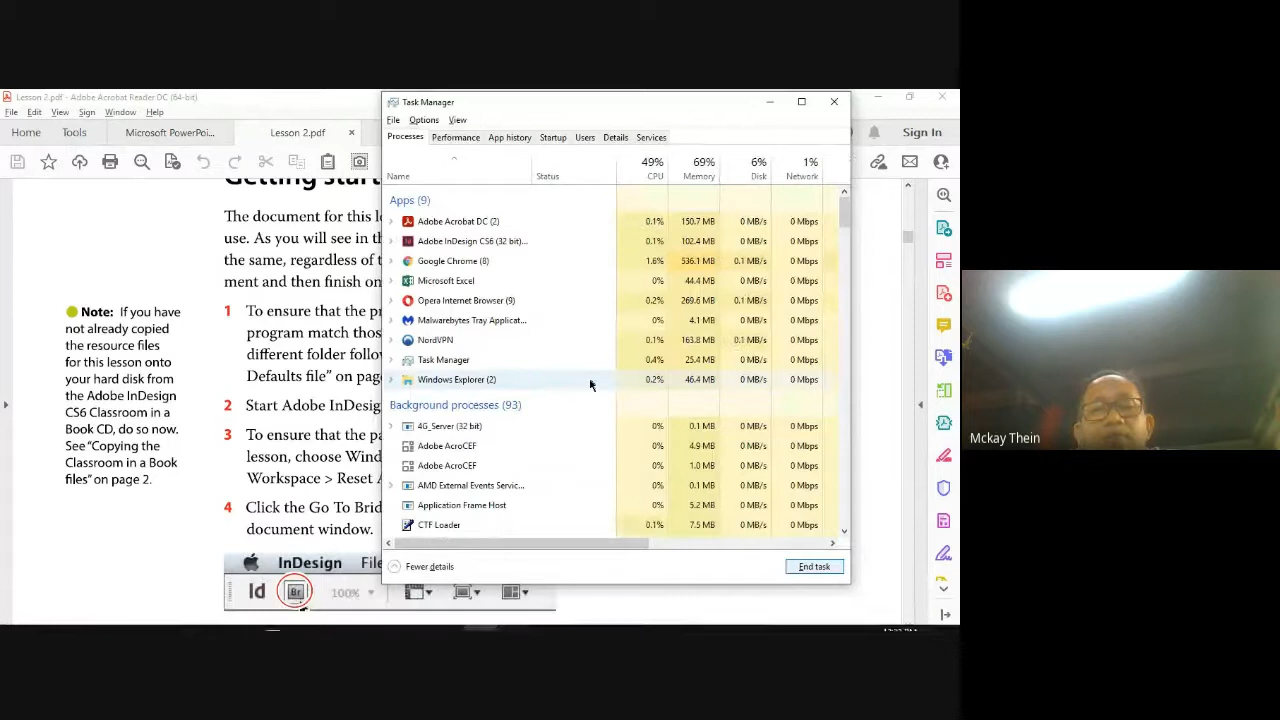 Lesson 2.pdf - Adobe Acrobat Reader DC (64-bit)
File Edit View Sign Window Help
Home Tools Microsoft PowerPoi... Lesson 2.pdf × Sign In
Getting start
The document for this l
use. As you will see in th
the same, regardless of t
ment and then finish on
1 To ensure that the pr
program match thos
different folder follow
Defaults file” on pag
2 Start Adobe InDesig
3 To ensure that the pa
lesson, choose Wind
Workspace > Reset A
4 Click the Go To Brid
document window.
Note: If you have
not already copied
the resource files
for this lesson onto
your hard disk from
the Adobe InDesign
CS6 Classroom in a
Book CD, do so now.
See “Copying the
Classroom in a Book
files” on page 2.
InDesign File
Id Br 100%
Task Manager
File Options View
Processes Performance App history Startup Users Details Services
49% 69% 6% 1%
Name Status CPU Memory Disk Network
Apps (9)
Adobe Acrobat DC (2) 0.1% 150.7 MB 0 MB/s 0 Mbps
Adobe InDesign CS6 (32 bit)... 0.1% 102.4 MB 0 MB/s 0 Mbps
Google Chrome (8) 1.6% 536.1 MB 0.1 MB/s 0 Mbps
Microsoft Excel 0% 44.4 MB 0 MB/s 0 Mbps
Opera Internet Browser (9) 0.2% 269.6 MB 0.1 MB/s 0 Mbps
Malwarebytes Tray Applicat... 0% 4.1 MB 0 MB/s 0 Mbps
NordVPN 0.1% 163.8 MB 0.1 MB/s 0 Mbps
Task Manager 0.4% 25.4 MB 0 MB/s 0 Mbps
Windows Explorer (2) 0.2% 46.4 MB 0 MB/s 0 Mbps
Background processes (93)
4G_Server (32 bit) 0% 0.1 MB 0 MB/s 0 Mbps
Adobe AcroCEF 0% 4.9 MB 0 MB/s 0 Mbps
Adobe AcroCEF 0% 1.0 MB 0 MB/s 0 Mbps
AMD External Events Servic... 0% 0.1 MB 0 MB/s 0 Mbps
Application Frame Host 0% 5.2 MB 0 MB/s 0 Mbps
CTF Loader 0.1% 7.5 MB 0 MB/s 0 Mbps
Fewer details End task
Mckay Thein